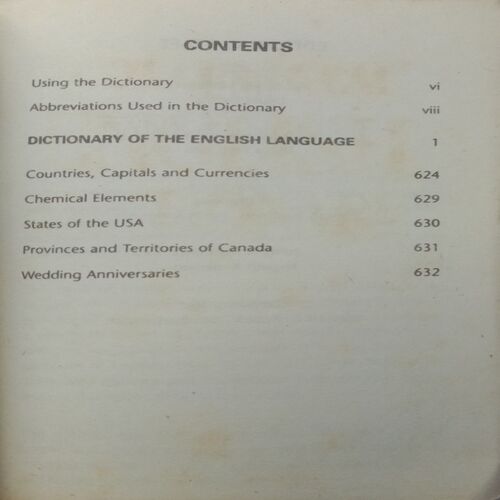 CONTENTS
Using the Dictionary vi
Abbreviations Used in the Dictionary viii
DICTIONARY OF THE ENGLISH LANGUAGE 1
Countries, Capitals and Currencies 624
Chemical Elements 629
States of the USA 630
Provinces and Territories of Canada 631
Wedding Anniversaries 632